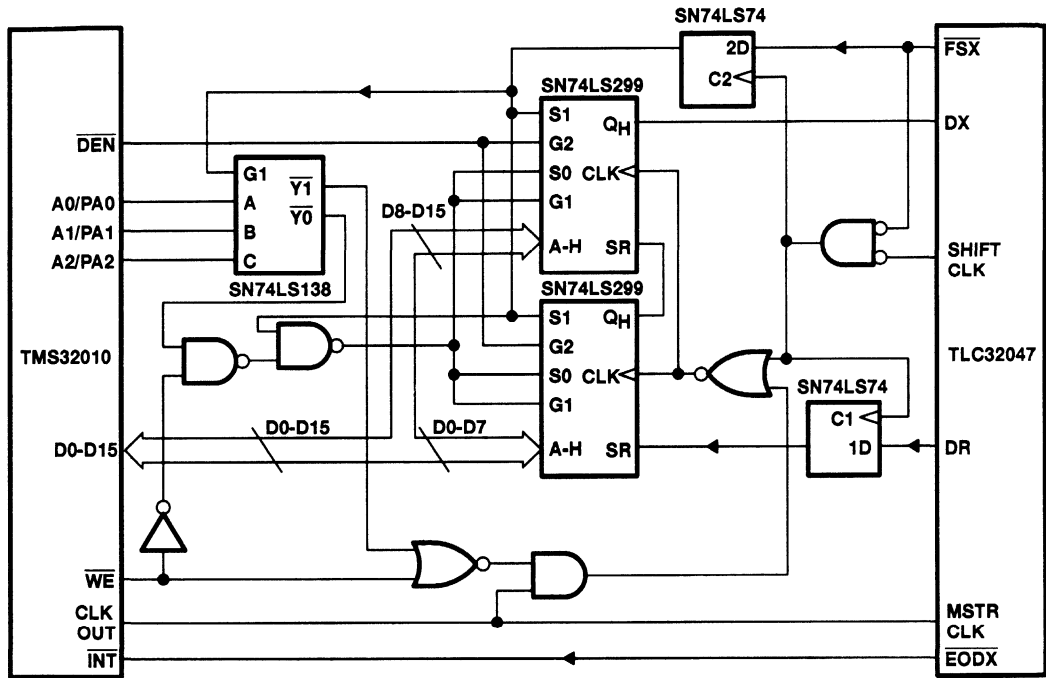 SN74LS74
2D
C2
FSX
DX
SHIFT
CLK
SN74LS299
S1
QH
G2
S0
CLK
G1
A-H
SR
D8-D15
DEN
G1
Y1
A0/PA0
A
Y0
A1/PA1
B
A2/PA2
C
SN74LS138
TMS32010
SN74LS299
S1
QH
G2
S0
CLK
G1
A-H
SR
TLC32047
SN74LS74
C1
1D
DR
D0-D15
D0-D15
D0-D7
WE
CLK
OUT
INT
MSTR
CLK
EODX